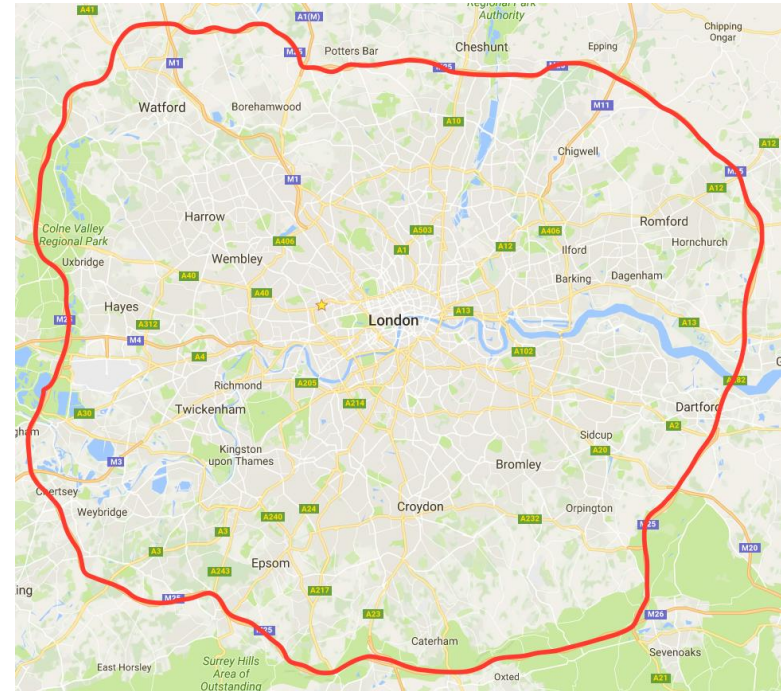 A41
A1(M)
Regional Park
Authority
Chipping
Ongar
Potters Bar
Cheshunt
Epping
M1
M25
M25
Watford
Borehamwood
M11
A10
A12
Chigwell
M1
M25
A12
Harrow
Romford
Colne Valley
Regional Park
A406
A503
A406
Hornchurch
A1
A12
Ilford
Uxbridge
Wembley
A40
Barking
Dagenham
A40
Hayes
M25
A312
London
A13
A13
M4
A4
A102
Richmond
A205
A282
Twickenham
A214
Dartford
A30
A2
gham
Sidcup
Kingston
upon Thames
A20
M3
Bromley
Chertsey
Weybridge
A24
Croydon
Orpington
A240
A232
M25
A3
A3
M20
Epsom
A243
ing
A217
M25
A23
M26
M25
Caterham
Sevenoaks
East Horsley
Surrey Hills
Area of
Outstanding
Oxted
A21